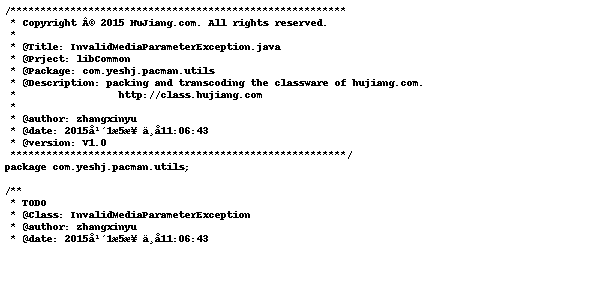 /********************************************************
 * Copyright Â© 2015 HuJiang.com. All rights reserved.
 *
 * @Title: InvalidMediaParameterException.java
 * @Prject: libCommon
 * @Package: com.yeshj.pacman.utils
 * @Description: packing and transcoding the classware of hujiang.com.
 *                 http://class.hujiang.com
 *
 * @author: zhangxinyu
 * @date: 2015å¹´1æ5æ¥ ä¸å11:06:43
 * @version: V1.0
 ********************************************************/
package com.yeshj.pacman.utils;
/**
 * TODO
 * @Class: InvalidMediaParameterException
 * @author: zhangxinyu
 * @date: 2015å¹´1æ5æ¥ ä¸å11:06:43